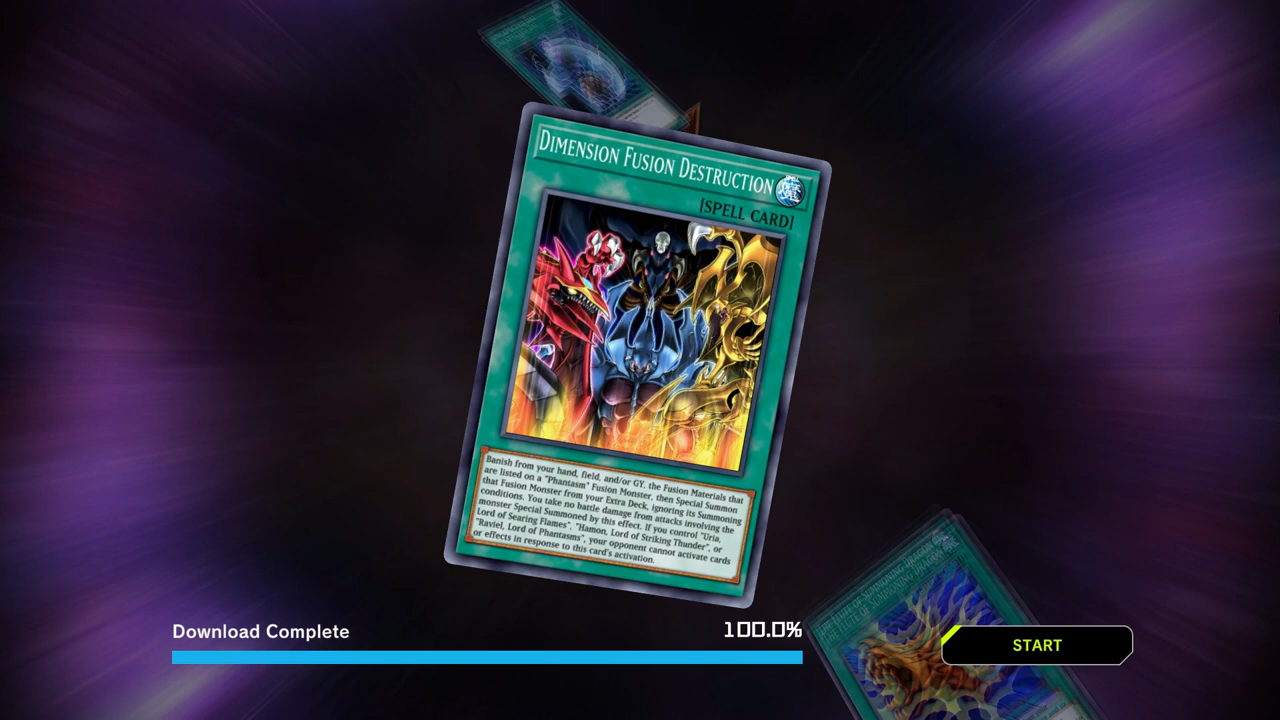 DIMENSION FUSION DESTRUCTION
[SPELL CARD]
Banish from your hand, field, and/or GY, the Fusion Materials that
are listed on a "Phantasm" Fusion Monster, then Special Summon
that Fusion Monster from your Extra Deck, ignoring its Summoning
conditions. You take no battle damage from attacks involving the
monster Special Summoned by this effect. If you control "Uria,
Lord of Searing Flames", "Hamon, Lord of Striking Thunder", or
"Raviel, Lord of Phantasms", your opponent cannot activate cards
or effects in response to this card's activation.
Download Complete
100.0%
START